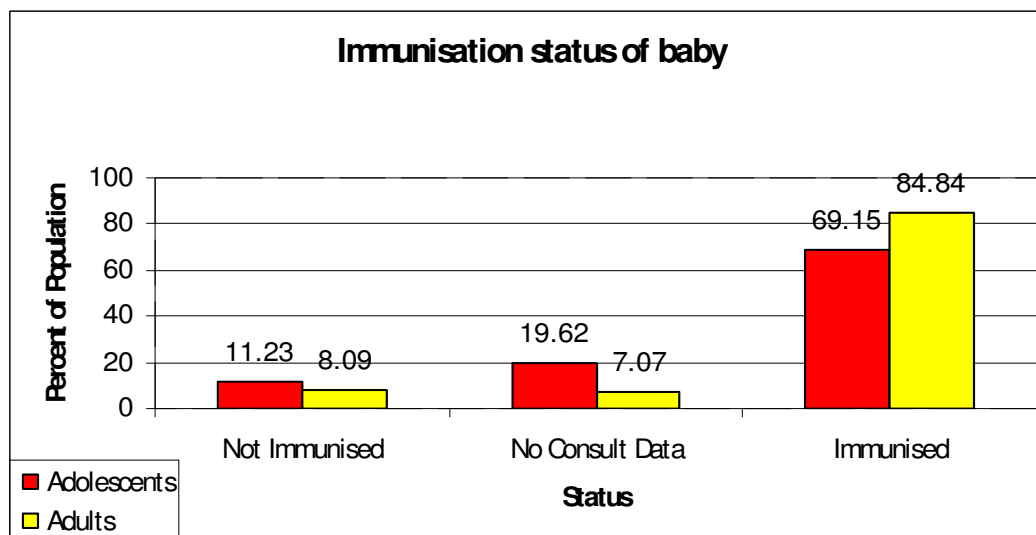 Immunisation status of baby
Percent of Population
100
80
60
40
20
0
11.23
8.09
19.62
7.07
69.15
84.84
Not Immunised
No Consult Data
Immunised
Status
Adolescents
Adults